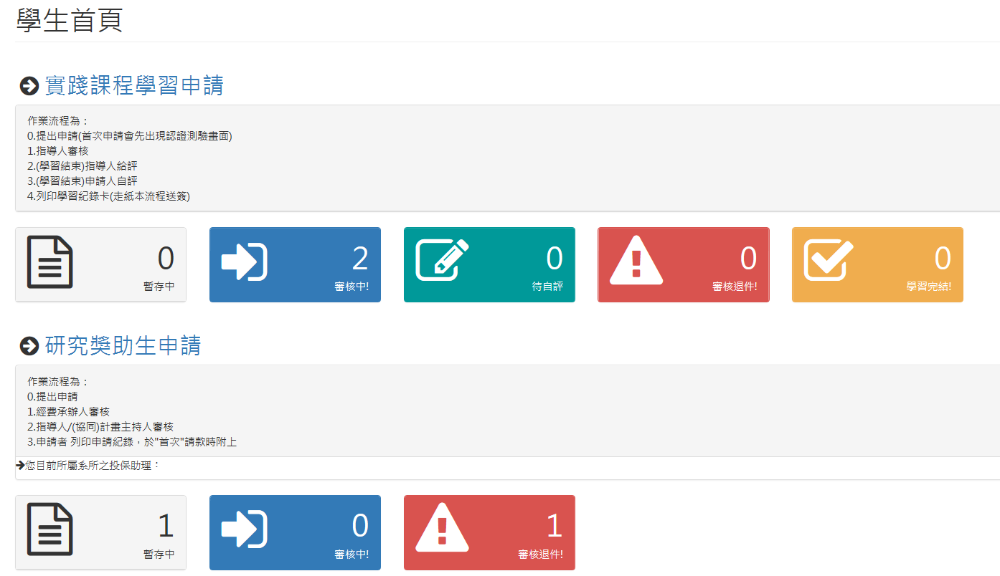 學生首頁
實踐課程學習申請
作業流程為：
0.提出申請(首次申請會先出現認證測驗畫面)
1.指導人審核
2.(學習結束)指導人給評
3.(學習結束)申請人自評
4.列印學習紀錄卡(走紙本流程送簽)
0
暫存中
2
審核中!
0
待自評
0
審核退件!
0
學習完結!
研究獎助生申請
作業流程為：
0.提出申請
1.經費承辦人審核
2.指導人/(協同)計畫主持人審核
3.申請者 列印申請紀錄，於"首次"請款時附上
您目前所屬系所之投保助理：
1
暫存中
0
審核中!
1
審核退件!